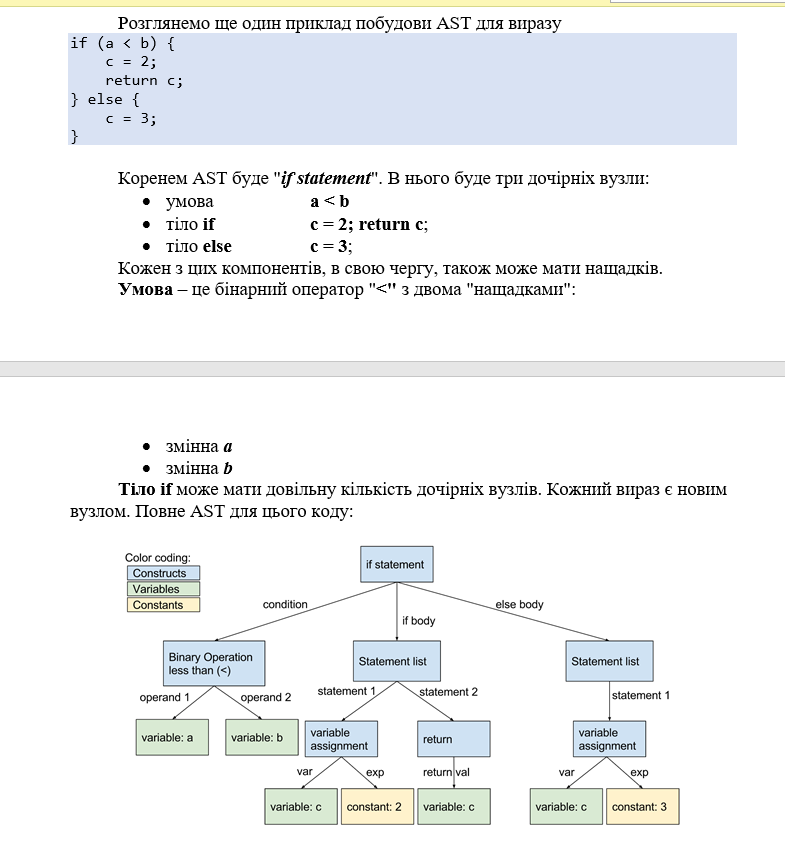 Розглянемо ще один приклад побудови AST для виразу
if (a < b) {
    c = 2;
    return c;
} else {
    c = 3;
}
Коренем AST буде "if statement". В нього буде три дочірніх вузли:
• умова a < b
• тіло if c = 2; return c;
• тіло else c = 3;
Кожен з цих компонентів, в свою чергу, також може мати нащадків.
Умова – це бінарний оператор "<" з двома "нащадками":
• змінна a
• змінна b
Тіло if може мати довільну кількість дочірніх вузлів. Кожний вираз є новим
вузлом. Повне AST для цього коду:
Color coding:
Constructs
Variables
Constants
if statement
condition
if body
else body
Binary Operation
less than (<)
Statement list
Statement list
operand 1
operand 2
statement 1
statement 2
statement 1
variable: a
variable: b
variable
assignment
return
variable
assignment
var
exp
return val
var
exp
variable: c
constant: 2
variable: c
variable: c
constant: 3